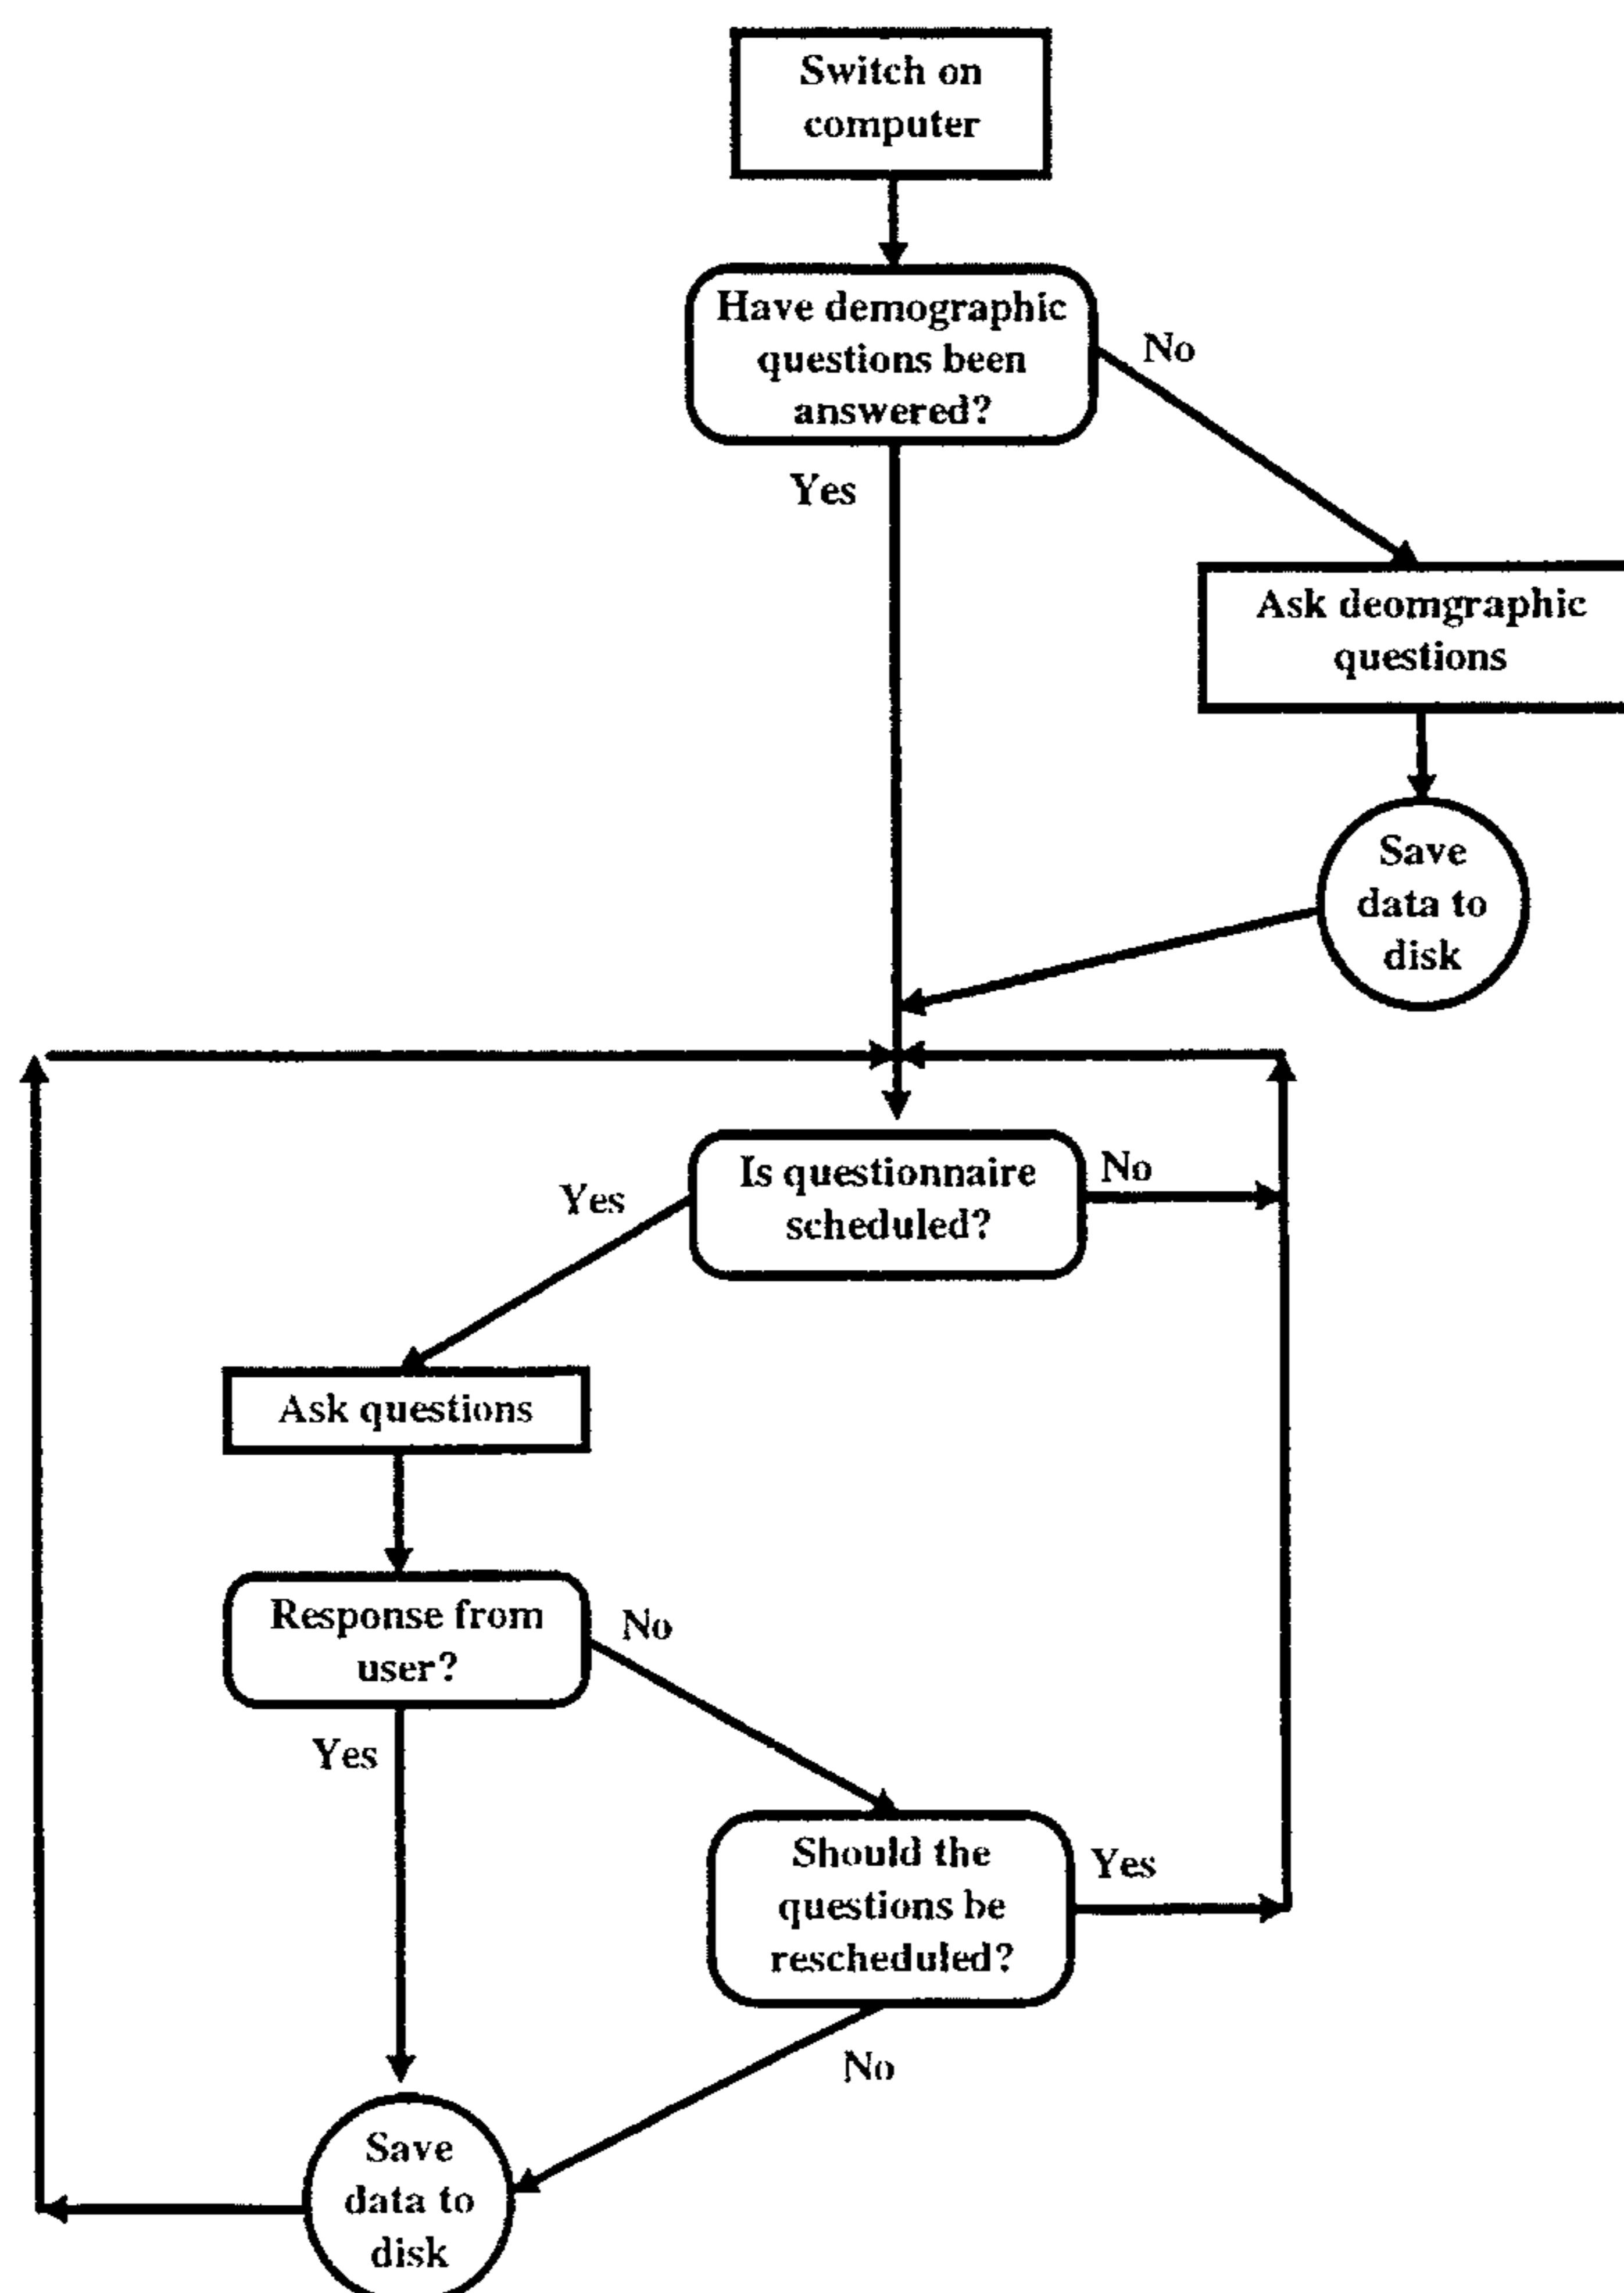 Switch on
computer
Have demographic
questions been
answered?
No
Yes
Ask deomgraphic
questions
Save
data to
disk
Is questionnaire
scheduled?
No
Yes
Ask questions
Response from
user?
No
Yes
Should the
questions be
rescheduled?
Yes
No
Save
data to
disk